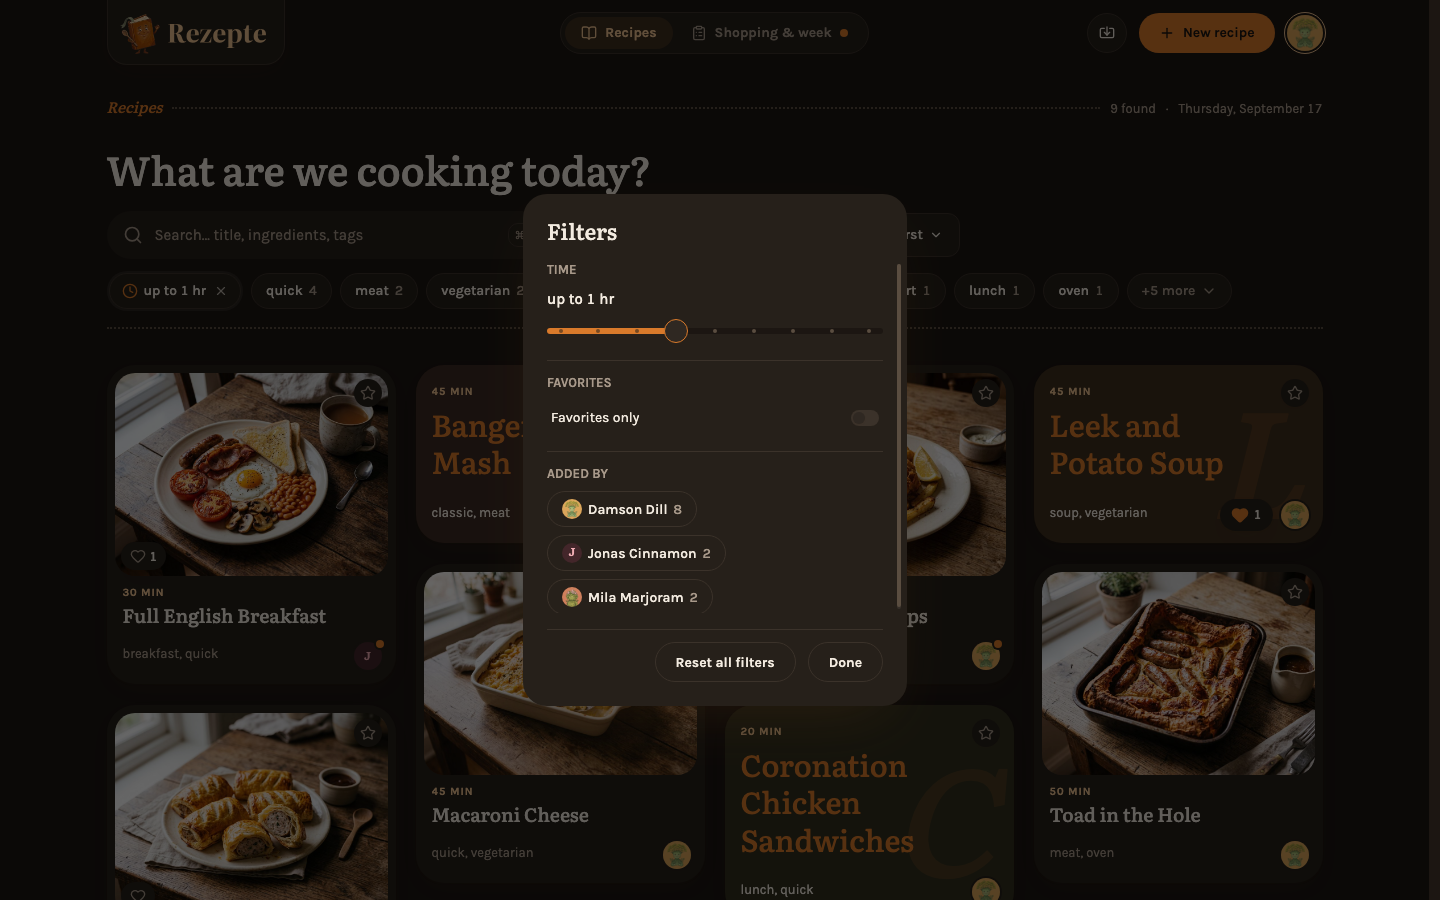 Rezepte
Recipes
Shopping & week
New recipe
Recipes
9 found · Thursday, September 17
What are we cooking today?
Search... title, ingredients, tags
up to 1 hr
quick 4
meat 2
vegetarian 2
lunch 1
oven 1
+5 more
Filters
TIME
up to 1 hr
FAVORITES
Favorites only
ADDED BY
Damson Dill 8
J Jonas Cinnamon 2
Mila Marjoram 2
Reset all filters
Done
1
30 MIN
Full English Breakfast
breakfast, quick
J
45 MIN
Mash
classic, meat
45 MIN
Leek and
Potato Soup
L
soup, vegetarian
1
45 MIN
Macaroni Cheese
quick, vegetarian
20 MIN
Coronation
Chicken
Sandwiches
C
lunch, quick
50 MIN
Toad in the Hole
meat, oven